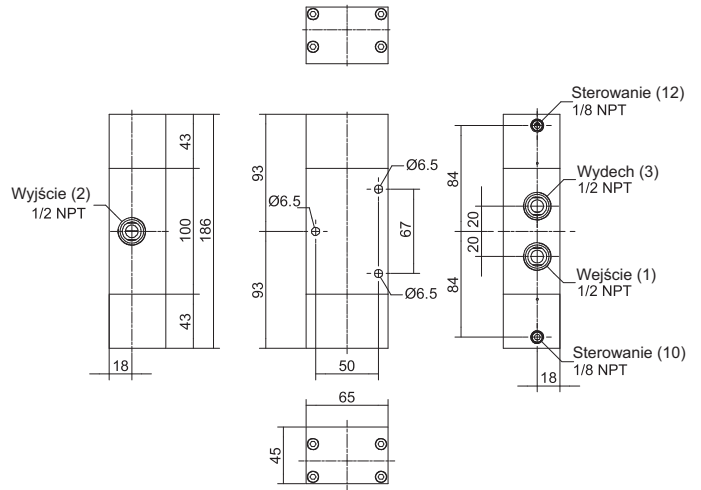 Sterowanie (12)
1/8 NPT
43
93
Ø6.5
84
Wydech (3)
1/2 NPT
Wyjście (2)
1/2 NPT
Ø6.5
100
186
67
20
20
Wejście (1)
1/2 NPT
93
Ø6.5
84
43
Sterowanie (10)
1/8 NPT
18
50
18
65
45